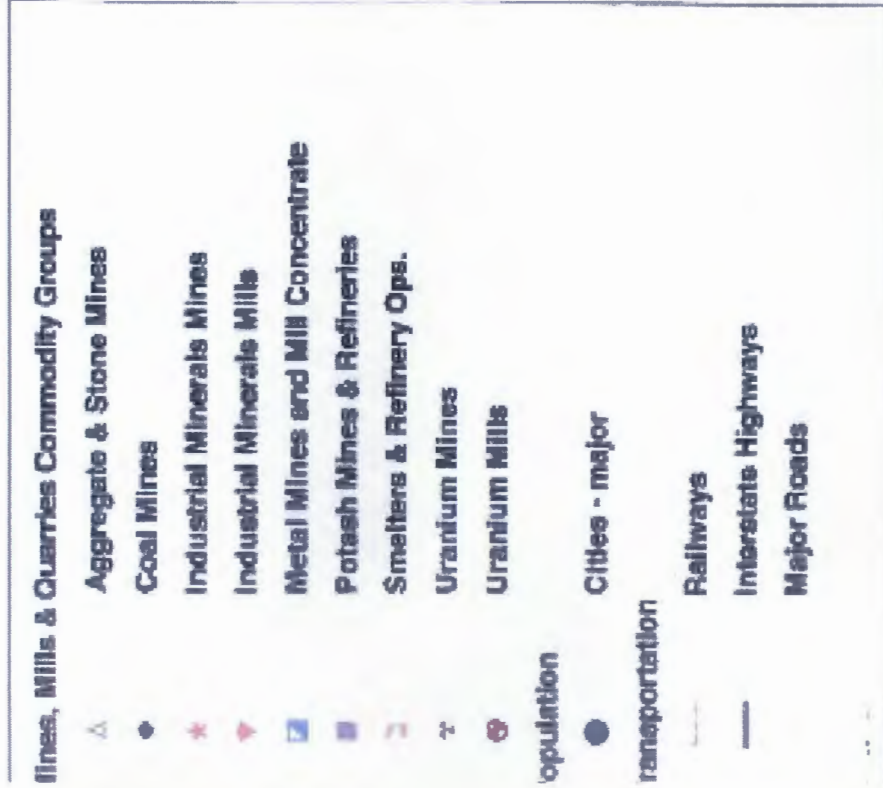 lines, Mills & Quarries Commodity Groups
Aggregate & Stone Mines
Coal Mines
Industrial Minerals Mines
Industrial Minerals Mills
Metal Mines and Mill Concentrate
Potash Mines & Refineries
Smelters & Refinery Ops.
Uranium Mines
Uranium Mills
opulation
Cities - major
ransportation
Railways
Interstate Highways
Major Roads